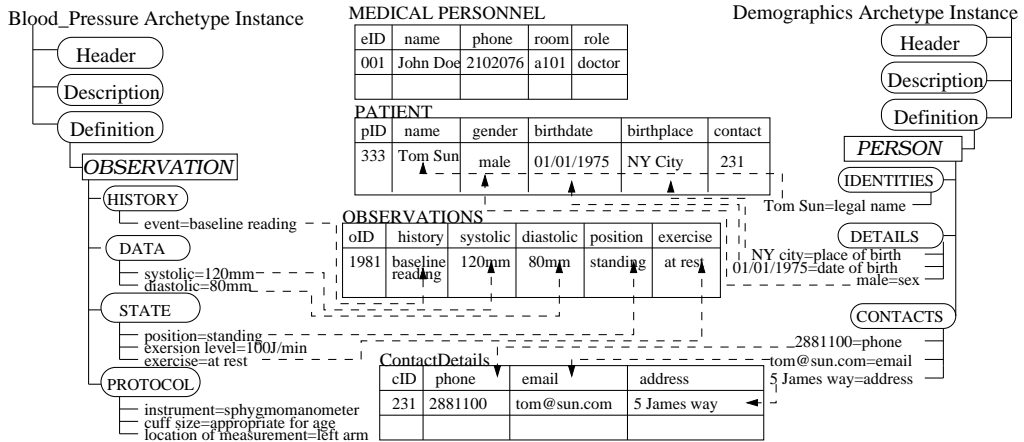 Blood_Pressure Archetype Instance
Header
Description
Definition
OBSERVATION
HISTORY
event=baseline reading
DATA
systolic=120mm
diastolic=80mm
STATE
position=standing
exersion level=100J/min
exercise=at rest
PROTOCOL
instrument=sphygmomanometer
cuff size=appropriate for age
location of measurement=left arm
MEDICAL PERSONNEL
eID name phone room role
001 John Doe 2102076 a101 doctor
PATIENT
pID name gender birthdate birthplace contact
333 Tom Sun male 01/01/1975 NY City 231
OBSERVATIONS
oID history systolic diastolic position exercise
1981 baseline reading 120mm 80mm standing at rest
ContactDetails
cID phone email address
231 2881100 tom@sun.com 5 James way
Demographics Archetype Instance
Header
Description
Definition
PERSON
IDENTITIES
Tom Sun=legal name
DETAILS
NY city=place of birth
01/01/1975=date of birth
male=sex
CONTACTS
2881100=phone
tom@sun.com=email
5 James way=address